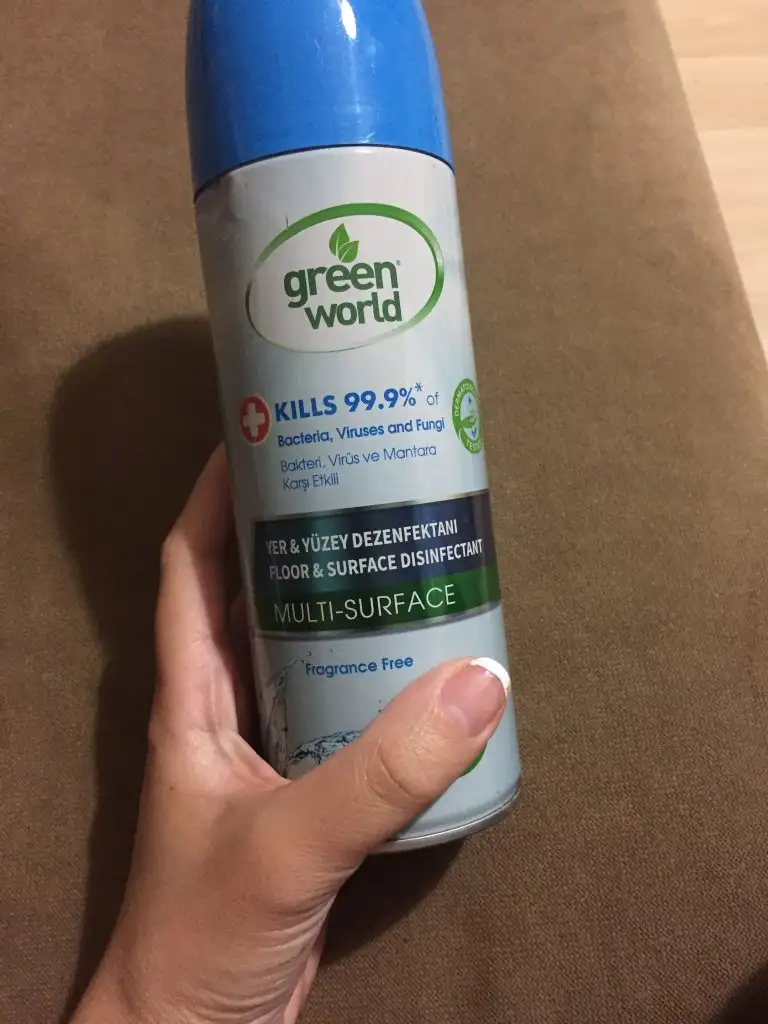 green®
world
KILLS 99.9%* of
Bacteria, Viruses and Fungi
Bakteri, Virüs ve Mantara
Karşı Etkili
YER & YÜZEY DEZENFEKTANI
FLOOR & SURFACE DISINFECTANT
MULTI-SURFACE
Fragrance Free